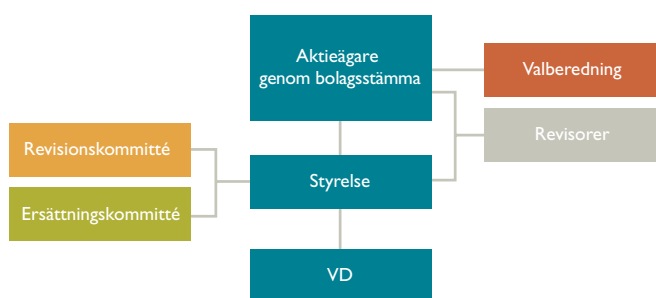 Aktieägare
genom bolagsstämma
Valberedning
Revisorer
Revisionskommitté
Styrelse
Ersättningskommitté
VD